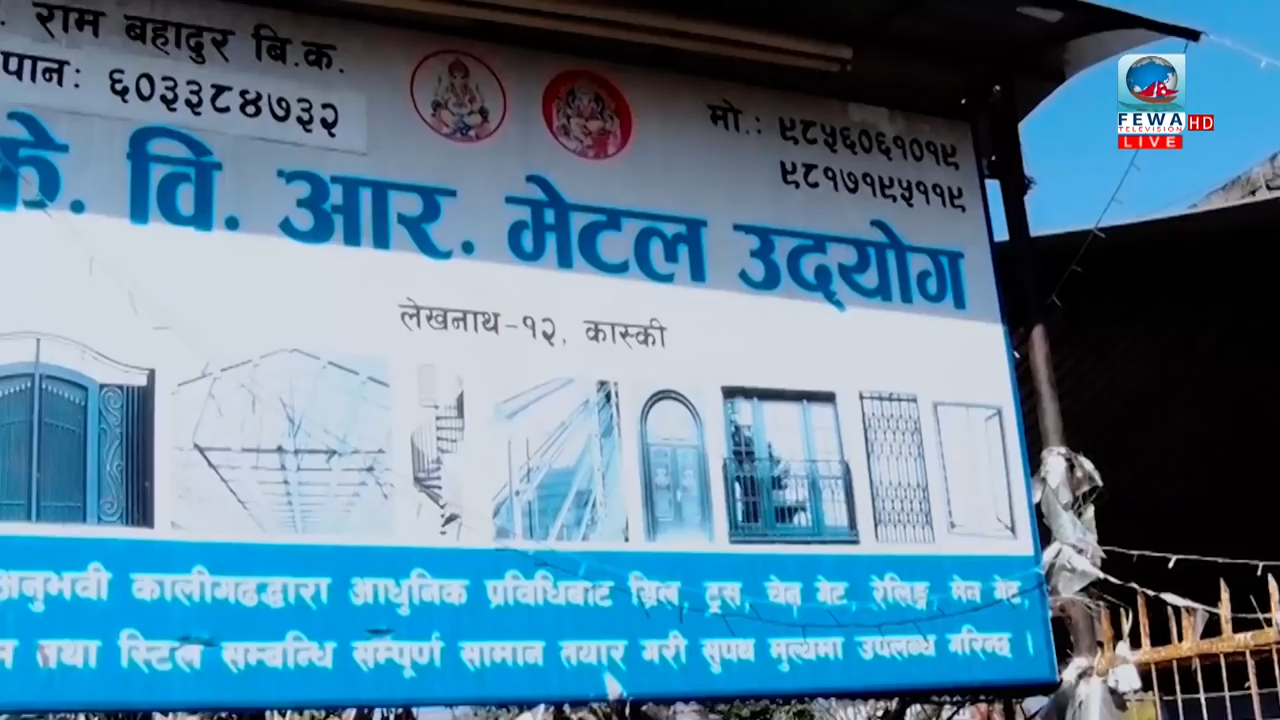 राम बहादुर बि.क.
पान: ६०३३८४७३२
मो.: ९८५६०६१०१९
९८१७१९५११९
के. वि. आर. मेटल उद्योग
लेखनाथ-१२, कास्की
अनुभवी कालीगढद्वारा आधुनिक प्रविधिबाट ग्रिल ट्रस चेन गेट रेलिङ्ग मेन गेट,
तथा स्टिल सम्बन्धि सम्पूर्ण सामान तयार गरी सुपथ मुल्यमा उपलब्ध गरिन्छ ।
FEWA HD
TELEVISION
LIVE